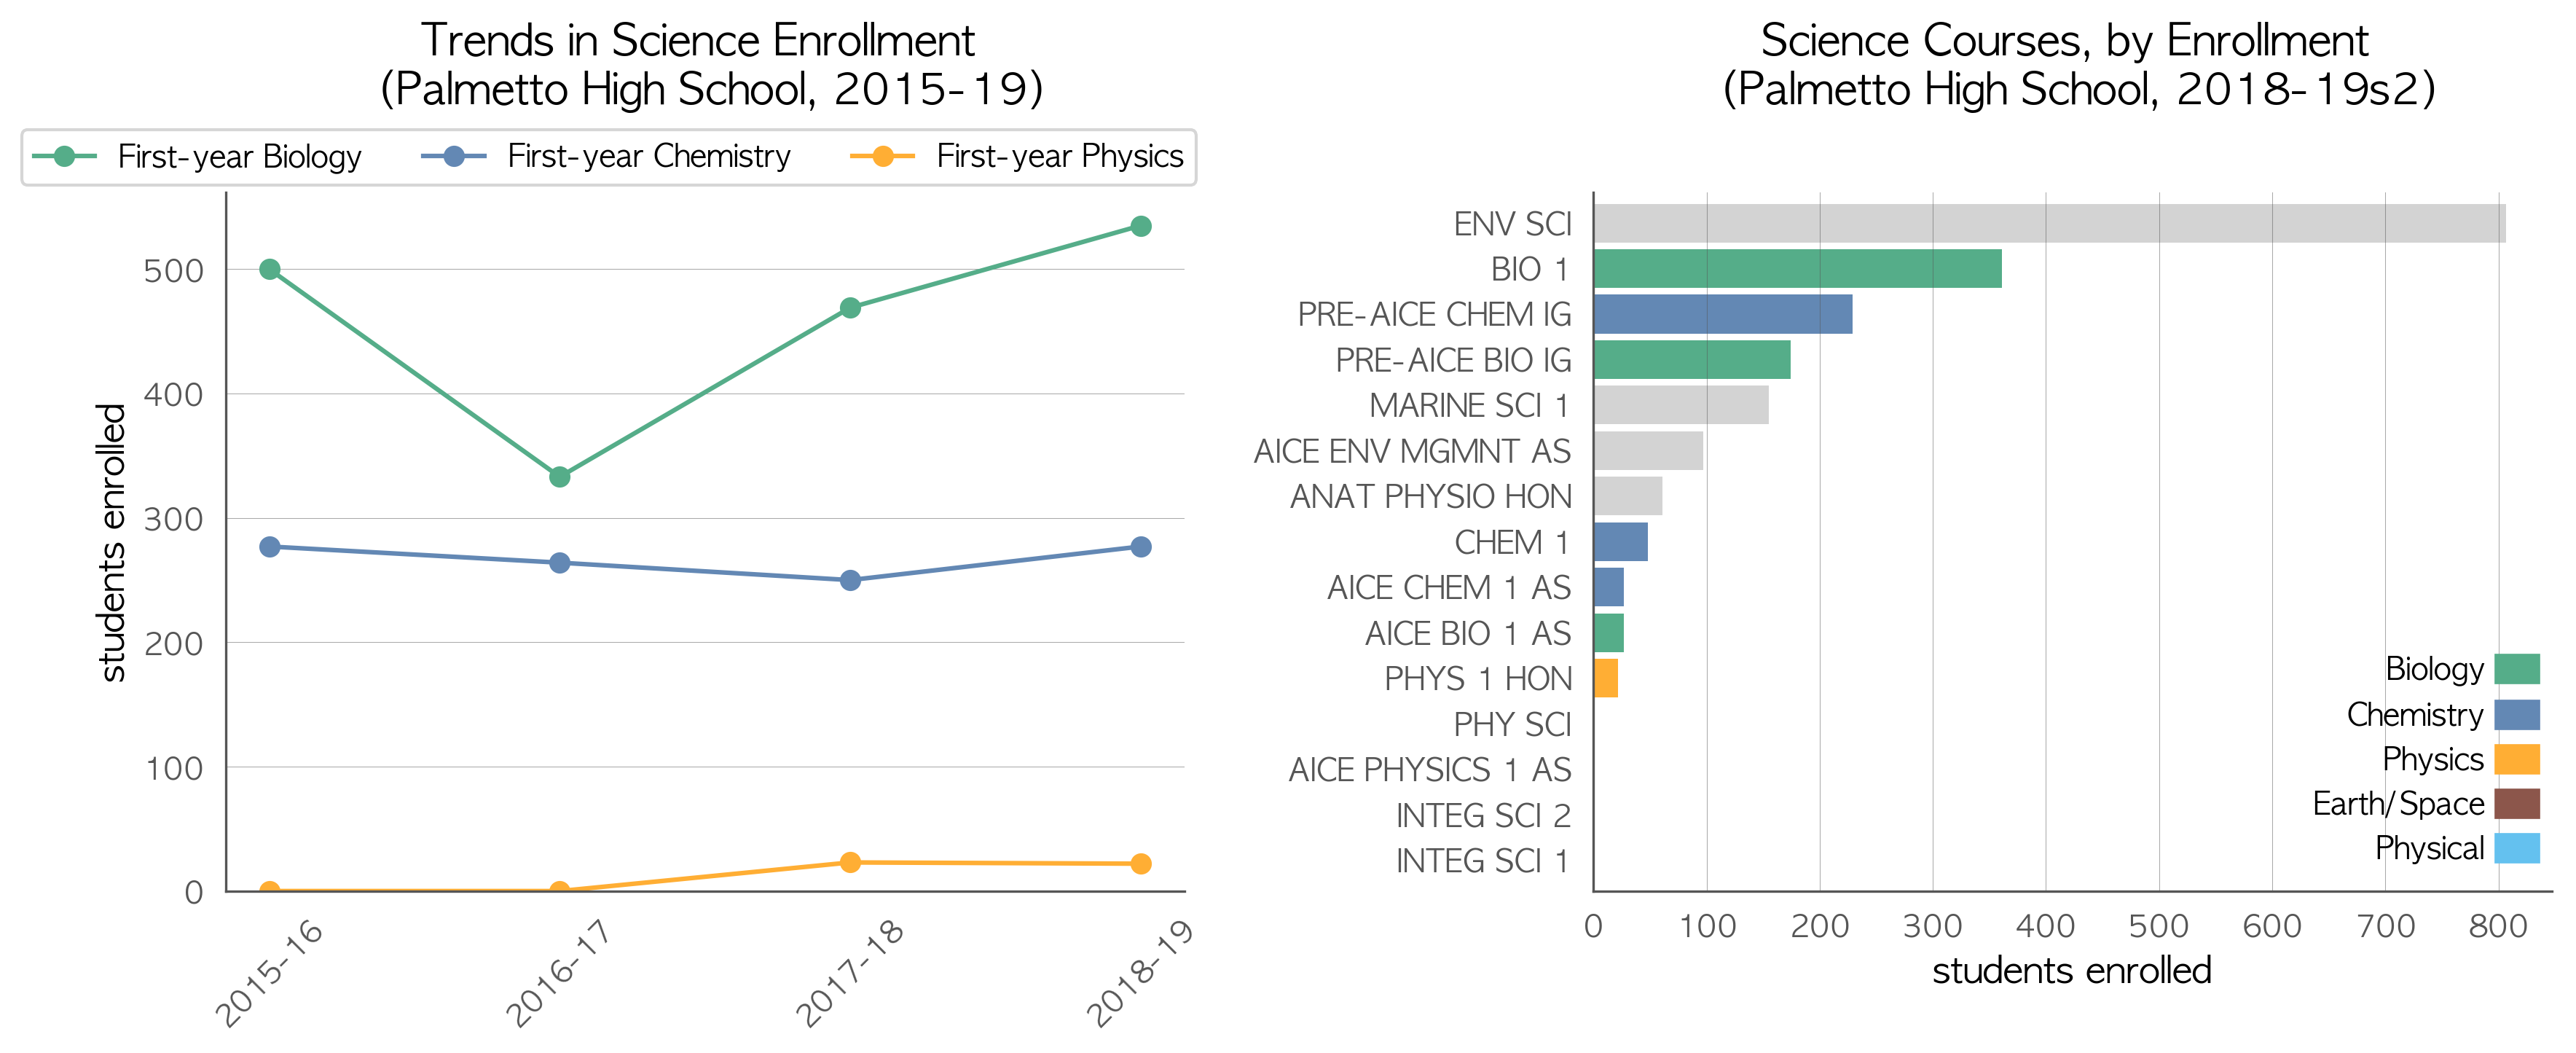 Trends in Science Enrollment
(Palmetto High School, 2015-19)
First-year Biology
First-year Chemistry
First-year Physics
students enrolled
500
400
300
200
100
0
2015-16
2016-17
2017-18
2018-19
Science Courses, by Enrollment
(Palmetto High School, 2018-19s2)
ENV SCI
BIO 1
PRE-AICE CHEM IG
PRE-AICE BIO IG
MARINE SCI 1
AICE ENV MGMNT AS
ANAT PHYSIO HON
CHEM 1
AICE CHEM 1 AS
AICE BIO 1 AS
PHYS 1 HON
PHY SCI
AICE PHYSICS 1 AS
INTEG SCI 2
INTEG SCI 1
Biology
Chemistry
Physics
Earth/Space
Physical
0 100 200 300 400 500 600 700 800
students enrolled